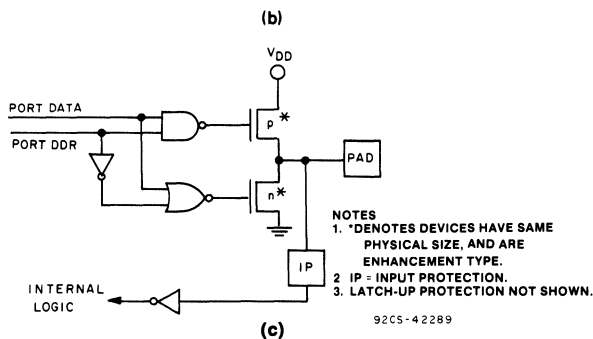 (b)
VDD
PORT DATA
PORT DDR
p*
PAD
n*
NOTES
1. *DENOTES DEVICES HAVE SAME
PHYSICAL SIZE, AND ARE
ENHANCEMENT TYPE.
2 IP = INPUT PROTECTION.
3. LATCH-UP PROTECTION NOT SHOWN.
IP
INTERNAL
LOGIC
92CS-42289
(c)